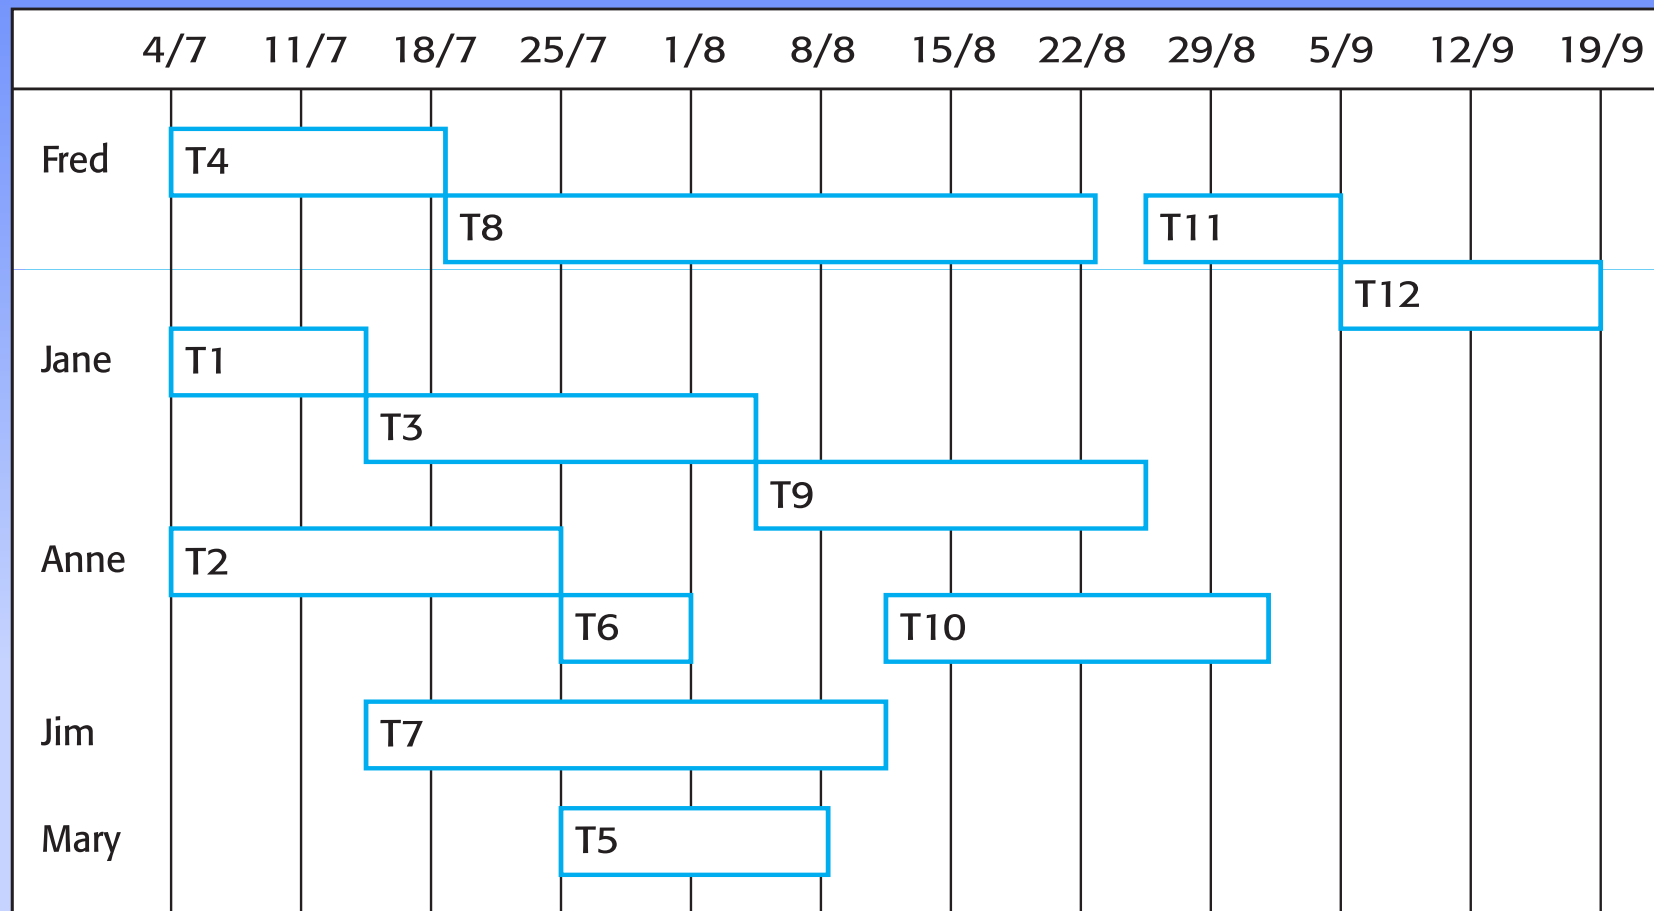 4/7 11/7 18/7 25/7 1/8 8/8 15/8 22/8 29/8 5/9 12/9 19/9
Fred T4
T8 T11
T12
Jane T1
T3
T9
Anne T2
T6 T10
Jim T7
Mary T5